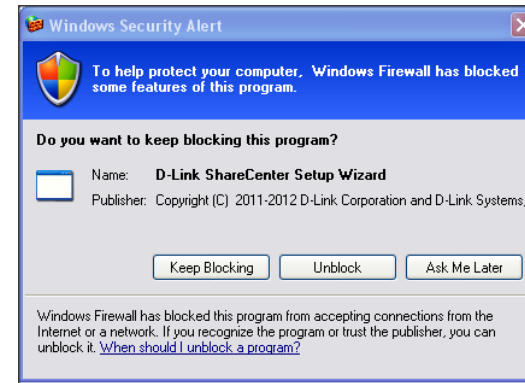 Windows Security Alert
To help protect your computer, Windows Firewall has blocked
some features of this program.
Do you want to keep blocking this program?
Name: D-Link ShareCenter Setup Wizard
Publisher: Copyright (C) 2011-2012 D-Link Corporation and D-Link Systems,
Keep Blocking Unblock Ask Me Later
Windows Firewall has blocked this program from accepting connections from the
Internet or a network. If you recognize the program or trust the publisher, you can
unblock it. When should I unblock a program?